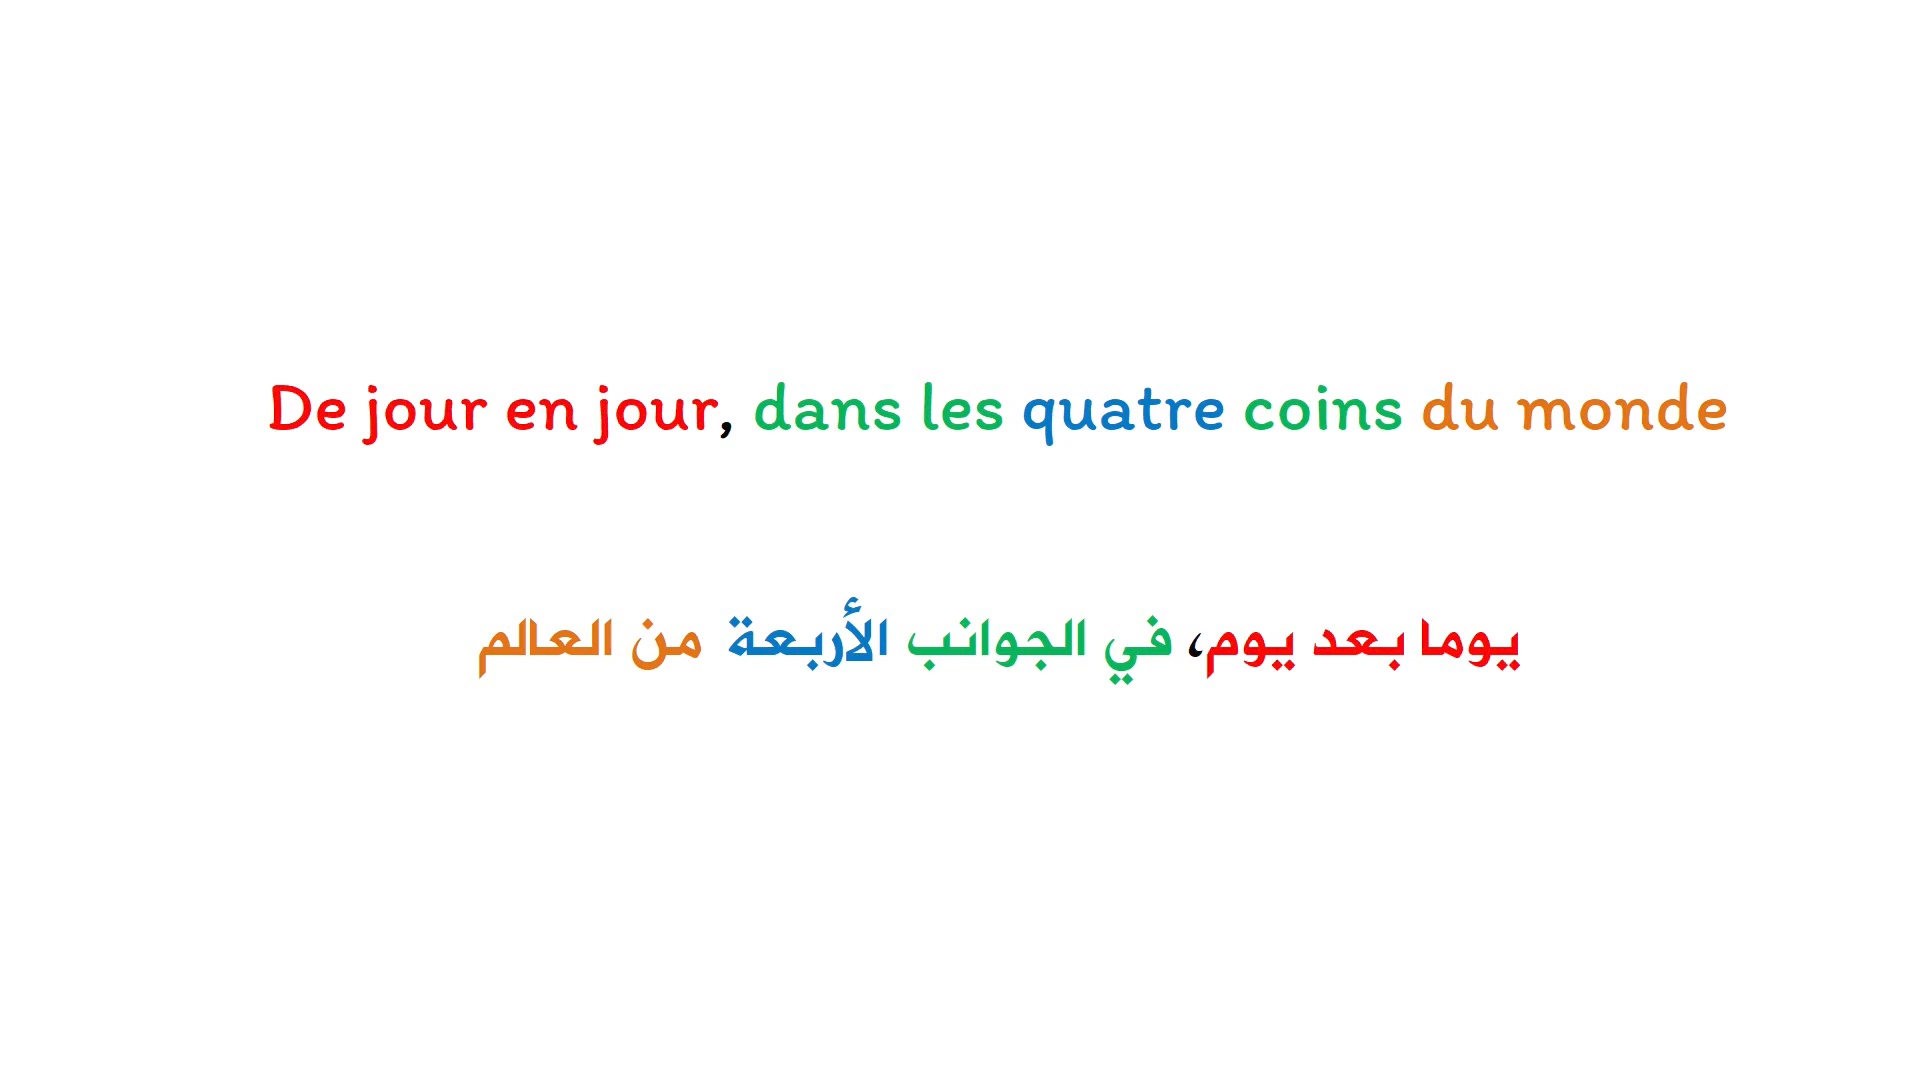 De jour en jour, dans les quatre coins du monde
يوما بعد يوم، في الجوانب الأربعة من العالم